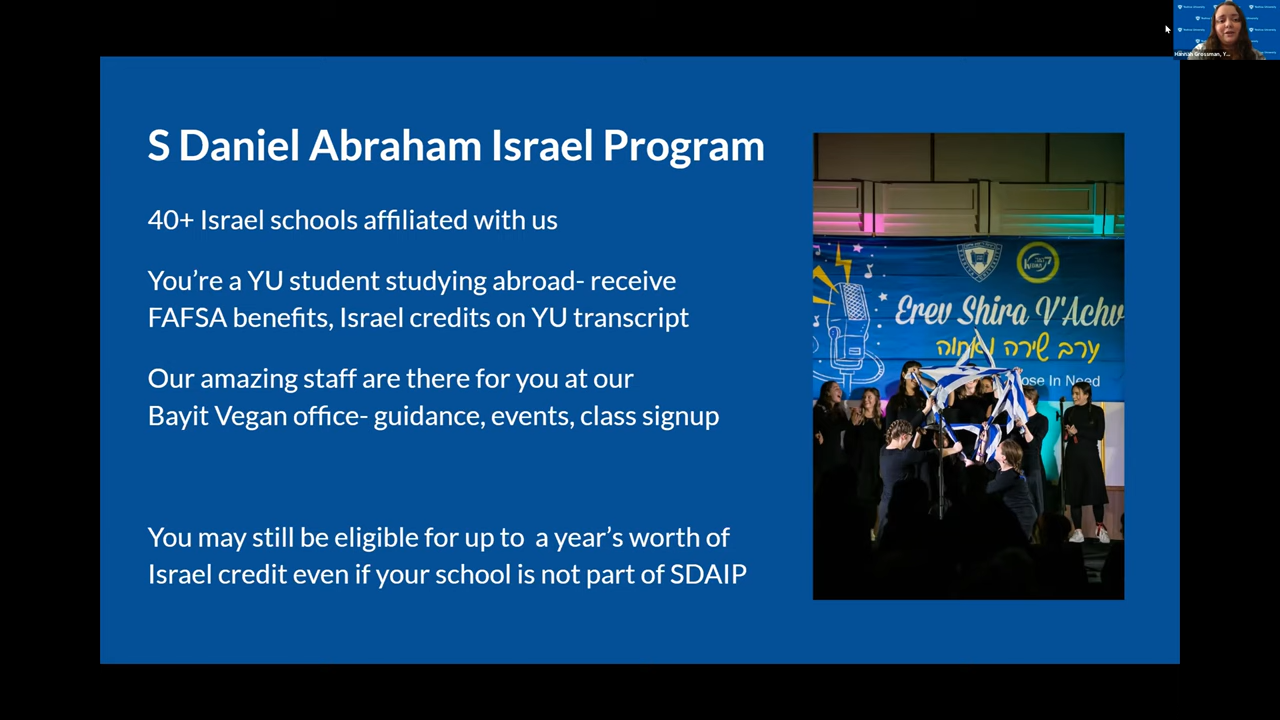 S Daniel Abraham Israel Program
40+ Israel schools affiliated with us
You’re a YU student studying abroad- receive
FAFSA benefits, Israel credits on YU transcript
Our amazing staff are there for you at our
Bayit Vegan office- guidance, events, class signup
You may still be eligible for up to  a year’s worth of
Israel credit even if your school is not part of SDAIP
Erev Shira V'Achv
ערב שירה ואחוה
ose In Need
Hannah Grossman, Y...